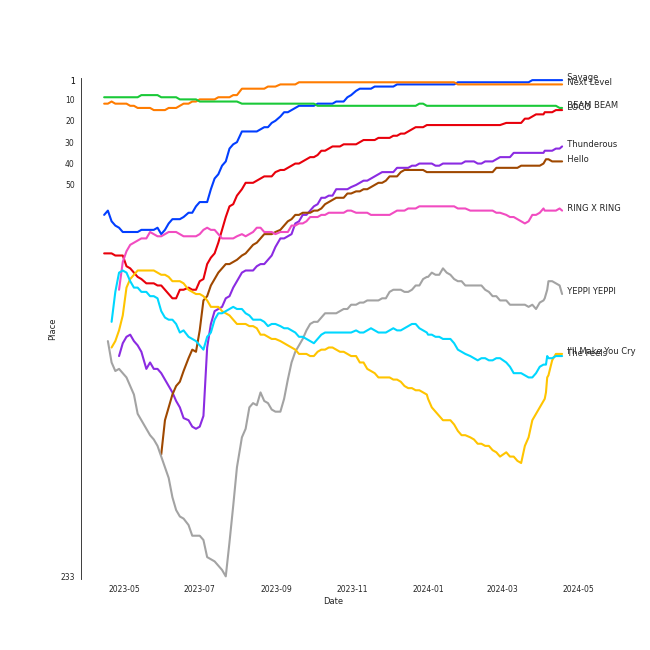 1
10
20
30
40
50
233
Place
2023-05
2023-07
2023-09
2023-11
2024-01
2024-03
2024-05
Date
Savage
Next Level
BEAM BEAM
Thunderous
Hello
RING X RING
YEPPI YEPPI
I'll Make You Cry
The Feels